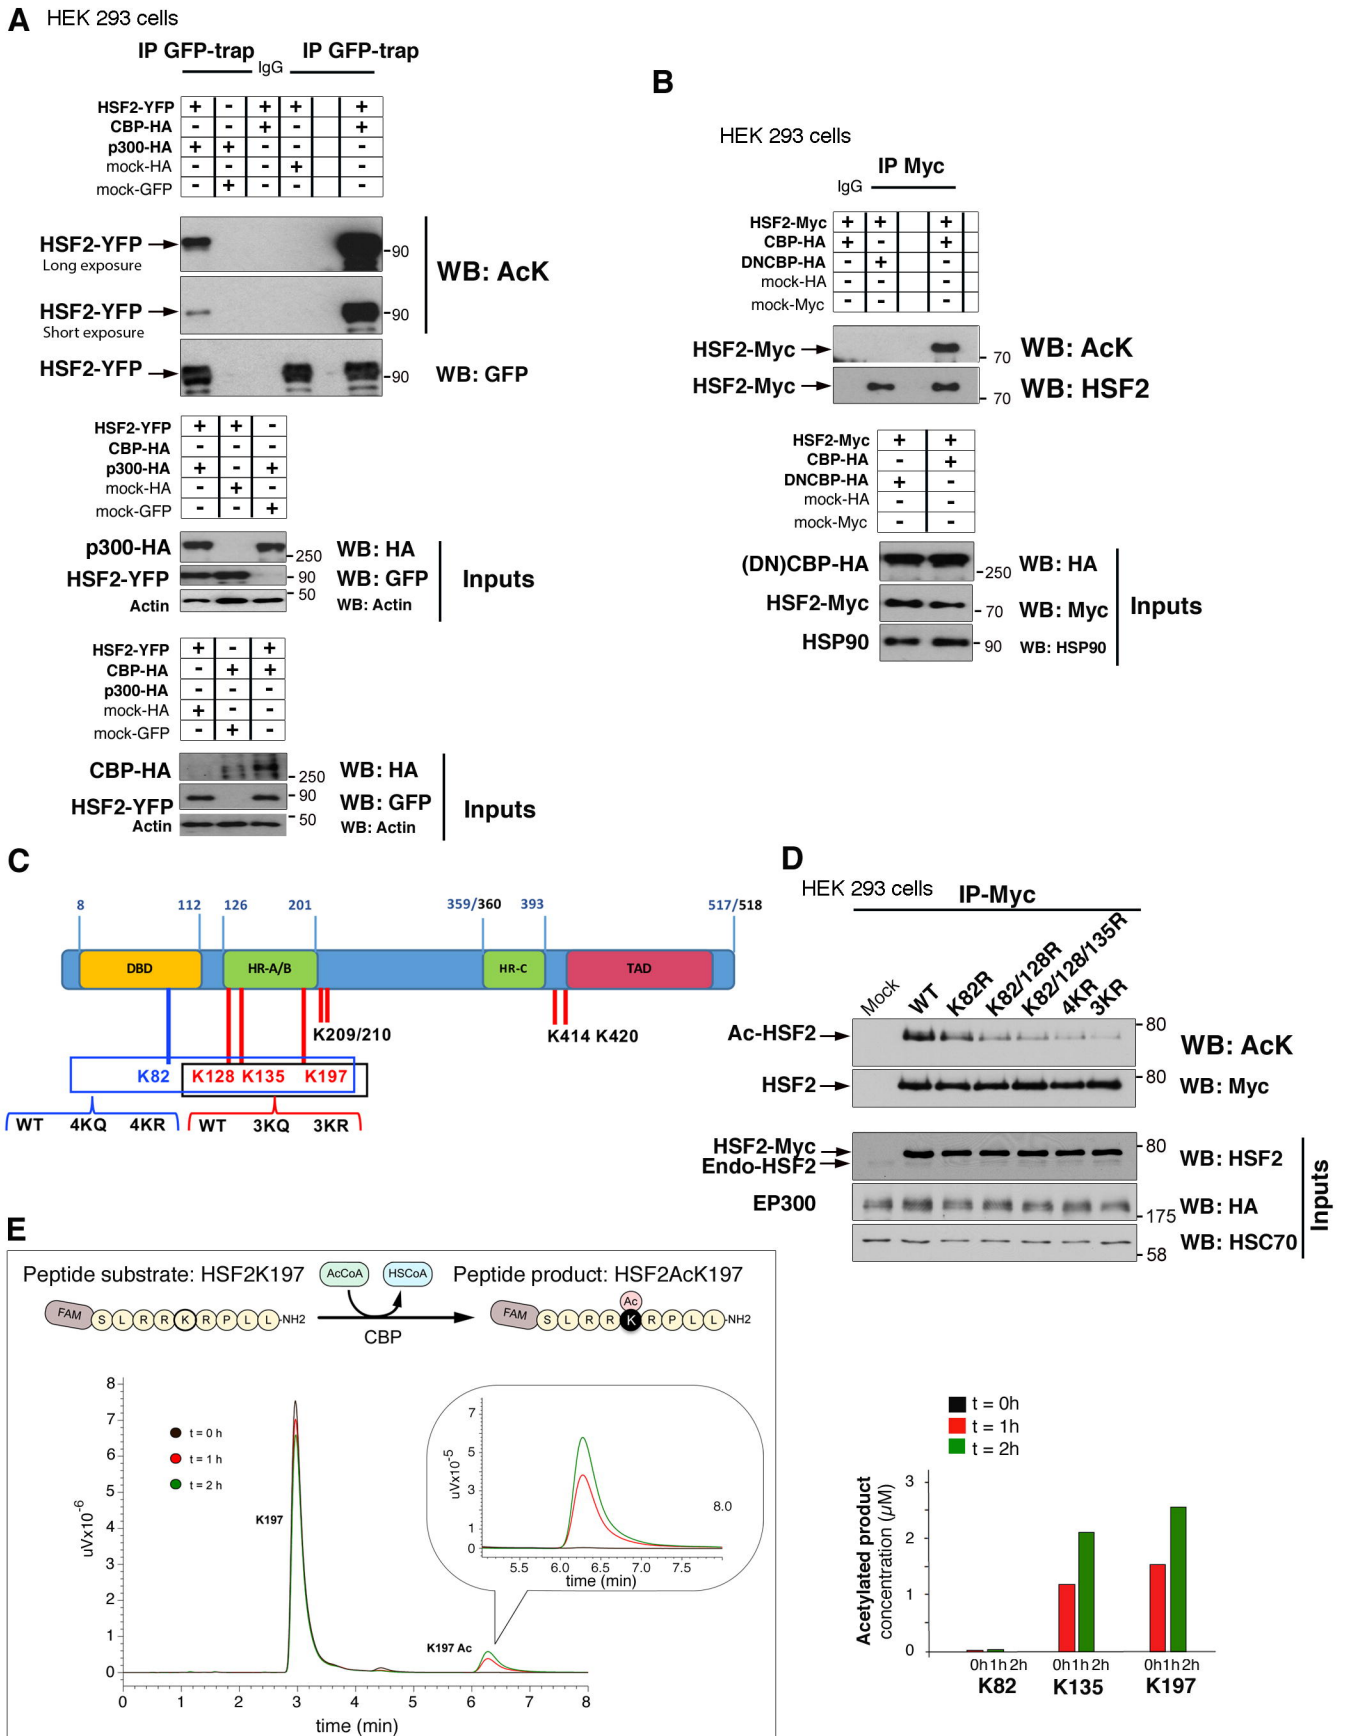 A HEK 293 cells
IP GFP-trap IgG IP GFP-trap
HSF2-YFP + - + + +
CBP-HA - - + - +
p300-HA + + - - -
mock-HA - - - + -
mock-GFP - + - - -
HSF2-YFP
Long exposure
-90
HSF2-YFP
Short exposure
-90
WB: AcK
HSF2-YFP -90 WB: GFP
HSF2-YFP + + -
CBP-HA - - -
p300-HA + - +
mock-HA - + -
mock-GFP - - +
p300-HA -250 WB: HA
HSF2-YFP -90 WB: GFP
Actin -50 WB: Actin
Inputs
HSF2-YFP + - +
CBP-HA - + +
p300-HA - - -
mock-HA + - -
mock-GFP - + -
CBP-HA -250 WB: HA
HSF2-YFP -90 WB: GFP
Actin -50 WB: Actin
Inputs
B
HEK 293 cells
IP Myc
IgG
HSF2-Myc + + +
CBP-HA + - +
DNCBP-HA - + -
mock-HA - - -
mock-Myc - - -
HSF2-Myc 70 WB: AcK
HSF2-Myc 70 WB: HSF2
HSF2-Myc + +
CBP-HA - +
DNCBP-HA + -
mock-HA - -
mock-Myc - -
(DN)CBP-HA -250 WB: HA
HSF2-Myc - 70 WB: Myc
HSP90 - 90 WB: HSP90
Inputs
C
8 112 126 201 359/360 393 517/518
DBD HR-A/B HR-C TAD
K209/210 K414 K420
K82 K128 K135 K197
WT 4KQ 4KR WT 3KQ 3KR
D
HEK 293 cells IP-Myc
Mock WT K82R K82/128R K82/128/135R 4KR 3KR
Ac-HSF2 -80 WB: AcK
HSF2 -80 WB: Myc
HSF2-Myc -80 WB: HSF2
Endo-HSF2
EP300 175 WB: HA
WB: HSC70
58
Inputs
E
Peptide substrate: HSF2K197 AcCoA HSCoA Peptide product: HSF2AcK197
FAM S L R R K R P L L -NH2
CBP
Ac
FAM S L R R K R P L L -NH2
8
7
6
5
4
3
2
1
0
uVx10-6
t = 0 h
t = 1 h
t = 2 h
K197
K197 Ac
0 1 2 3 4 5 6 7 8
time (min)
7
5
3
1
0
uVx10-5
8.0
5.5 6.0 6.5 7.0 7.5
time (min)
t = 0h
t = 1h
t = 2h
Acetylated product
concentration (µM)
3
2
1
0
0h 1h 2h 0h 1h 2h 0h 1h 2h
K82 K135 K197